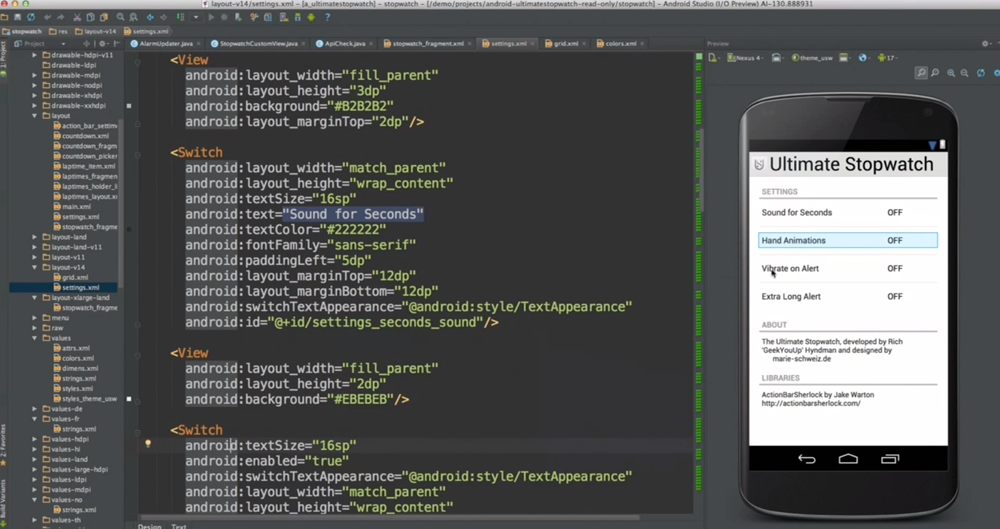 layout-v14/settings.xml - [a_ultimatestopwatch] - stopwatch - [/demo/projects/android-ultimatestopwatch-read-only/stopwatch] - Android Studio (I/O Preview) AI-130.888931
stopwatch res layout-v14 settings.xml
Project
AlarmUpdater.java StopwatchCustomView.java ApiCheck.java stopwatch_fragment.xml settings.xml grid.xml colors.xml
Preview
1: Project
drawable-hdpi-v11
drawable-ldpi
drawable-mdpi
drawable-nodpi
drawable-xhdpi
drawable-xxhdpi
layout
action_bar_settin
countdown.xml
countdown_fragm
countdown_picker
laptime_item.xml
laptimes_fragmen
laptimes_holder_l
laptimes_layout.x
main.xml
settings.xml
stopwatch_fragme
layout-land
layout-land-v11
layout-v11
layout-v14
grid.xml
settings.xml
layout-xlarge-land
stopwatch_fragme
menu
raw
values
attrs.xml
colors.xml
dimens.xml
strings.xml
styles.xml
styles_theme_usw
values-de
values-fr
strings.xml
values-hdpi
values-hi
values-land
values-large-hdpi
values-ldpi
values-mdpi
values-no
strings.xml
values-th
2: Favorites
Build Variants
<View
android:layout_width="fill_parent"
android:layout_height="3dp"
android:background="#B2B2B2"
android:layout_marginTop="2dp"/>
<Switch
android:layout_width="match_parent"
android:layout_height="wrap_content"
android:textSize="16sp"
android:text="Sound for Seconds"
android:textColor="#222222"
android:fontFamily="sans-serif"
android:paddingLeft="5dp"
android:layout_marginTop="12dp"
android:layout_marginBottom="12dp"
android:switchTextAppearance="@android:style/TextAppearance"
android:id="@+id/settings_seconds_sound"/>
<View
android:layout_width="fill_parent"
android:layout_height="2dp"
android:background="#EBEBEB"/>
<Switch
android:textSize="16sp"
android:enabled="true"
android:switchTextAppearance="@android:style/TextAppearance"
android:layout_width="match_parent"
android:layout_height="wrap_content"
Design Text
Nexus 4 theme_usw 17
Ultimate Stopwatch
SETTINGS
Sound for Seconds OFF
Hand Animations OFF
Vibrate on Alert OFF
Extra Long Alert OFF
ABOUT
The Ultimate Stopwatch, developed by Rich
'GeekYouUp' Hyndman and designed by
marie-schweiz.de
LIBRARIES
ActionBarSherlock by Jake Warton
http://actionbarsherlock.com/